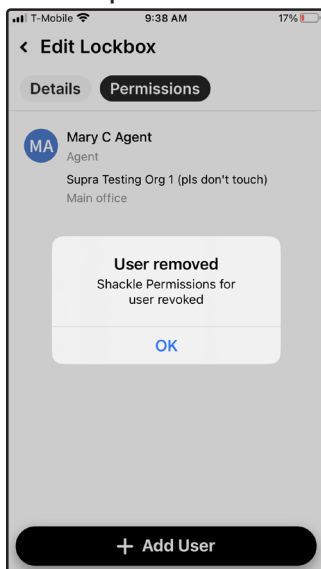 T-Mobile 9:38 AM 17%
Edit Lockbox
Details Permissions
MA
Mary C Agent
Agent
Supra Testing Org 1 (pls don't touch)
Main office
User removed
Shackle Permissions for
user revoked
OK
+ Add User